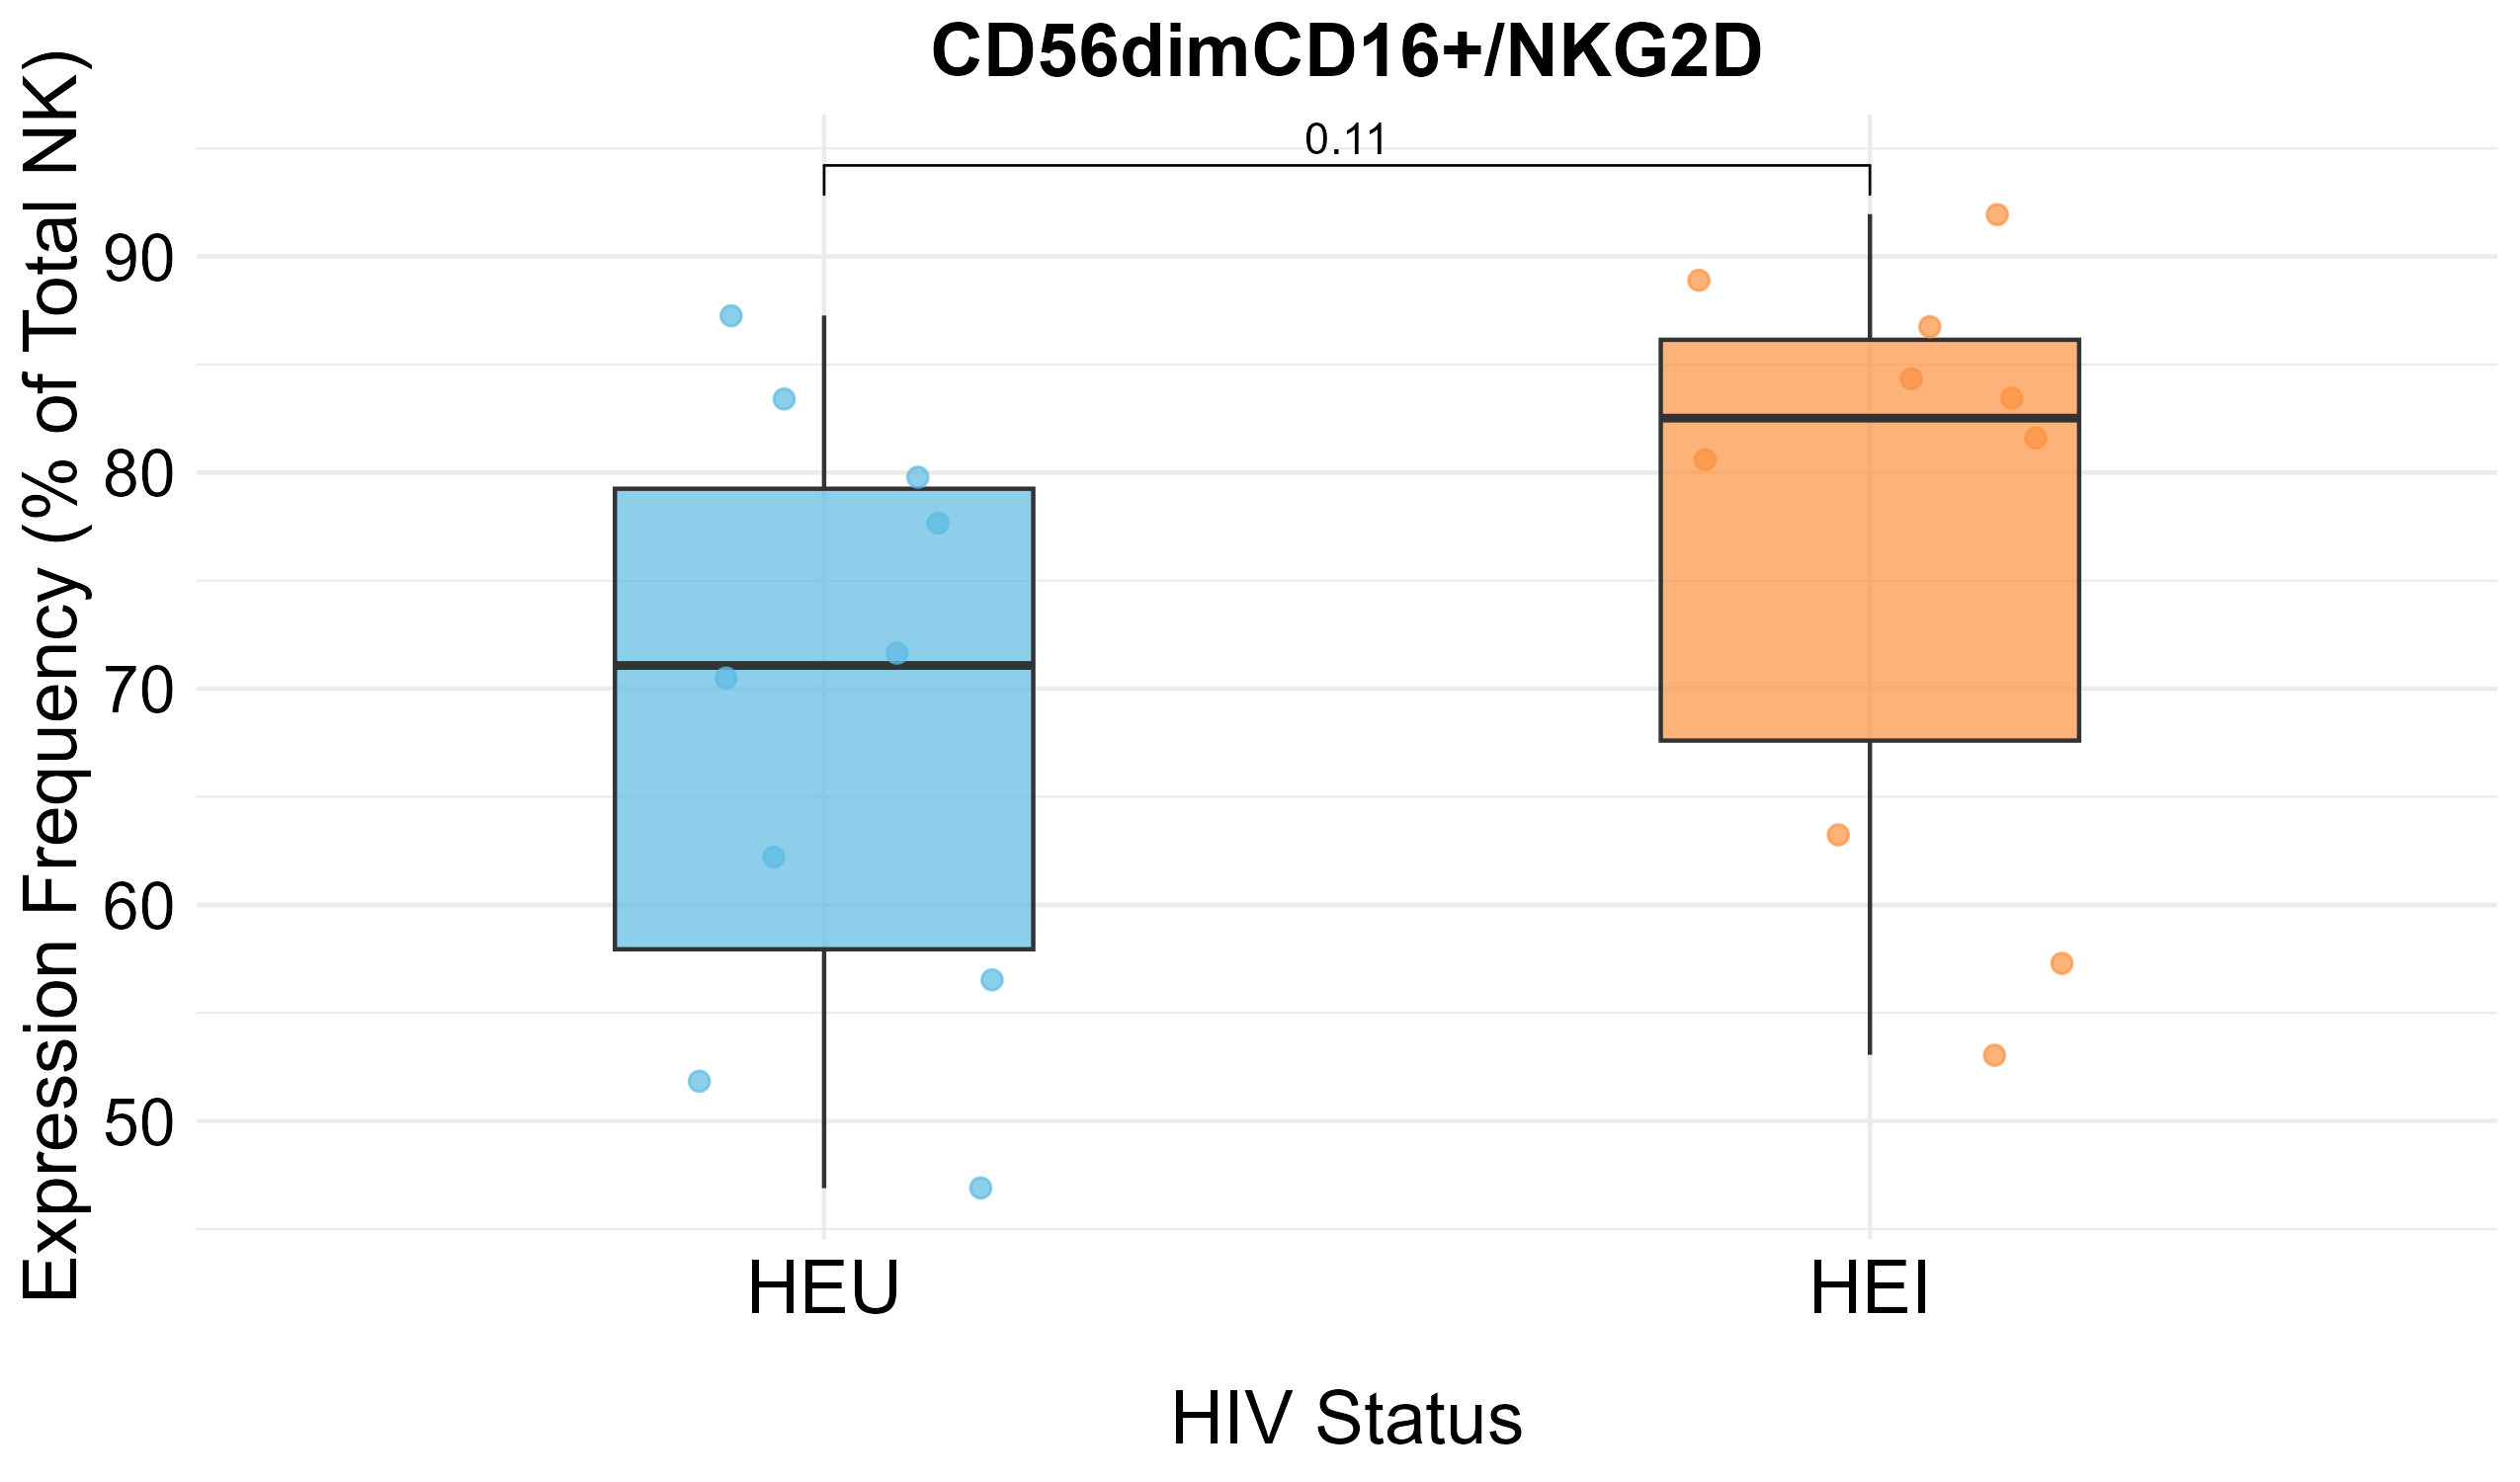 CD56dimCD16+/NKG2D
0.11
Expression Frequency (% of Total NK)
90
80
70
60
50
HEU
HEI
HIV Status